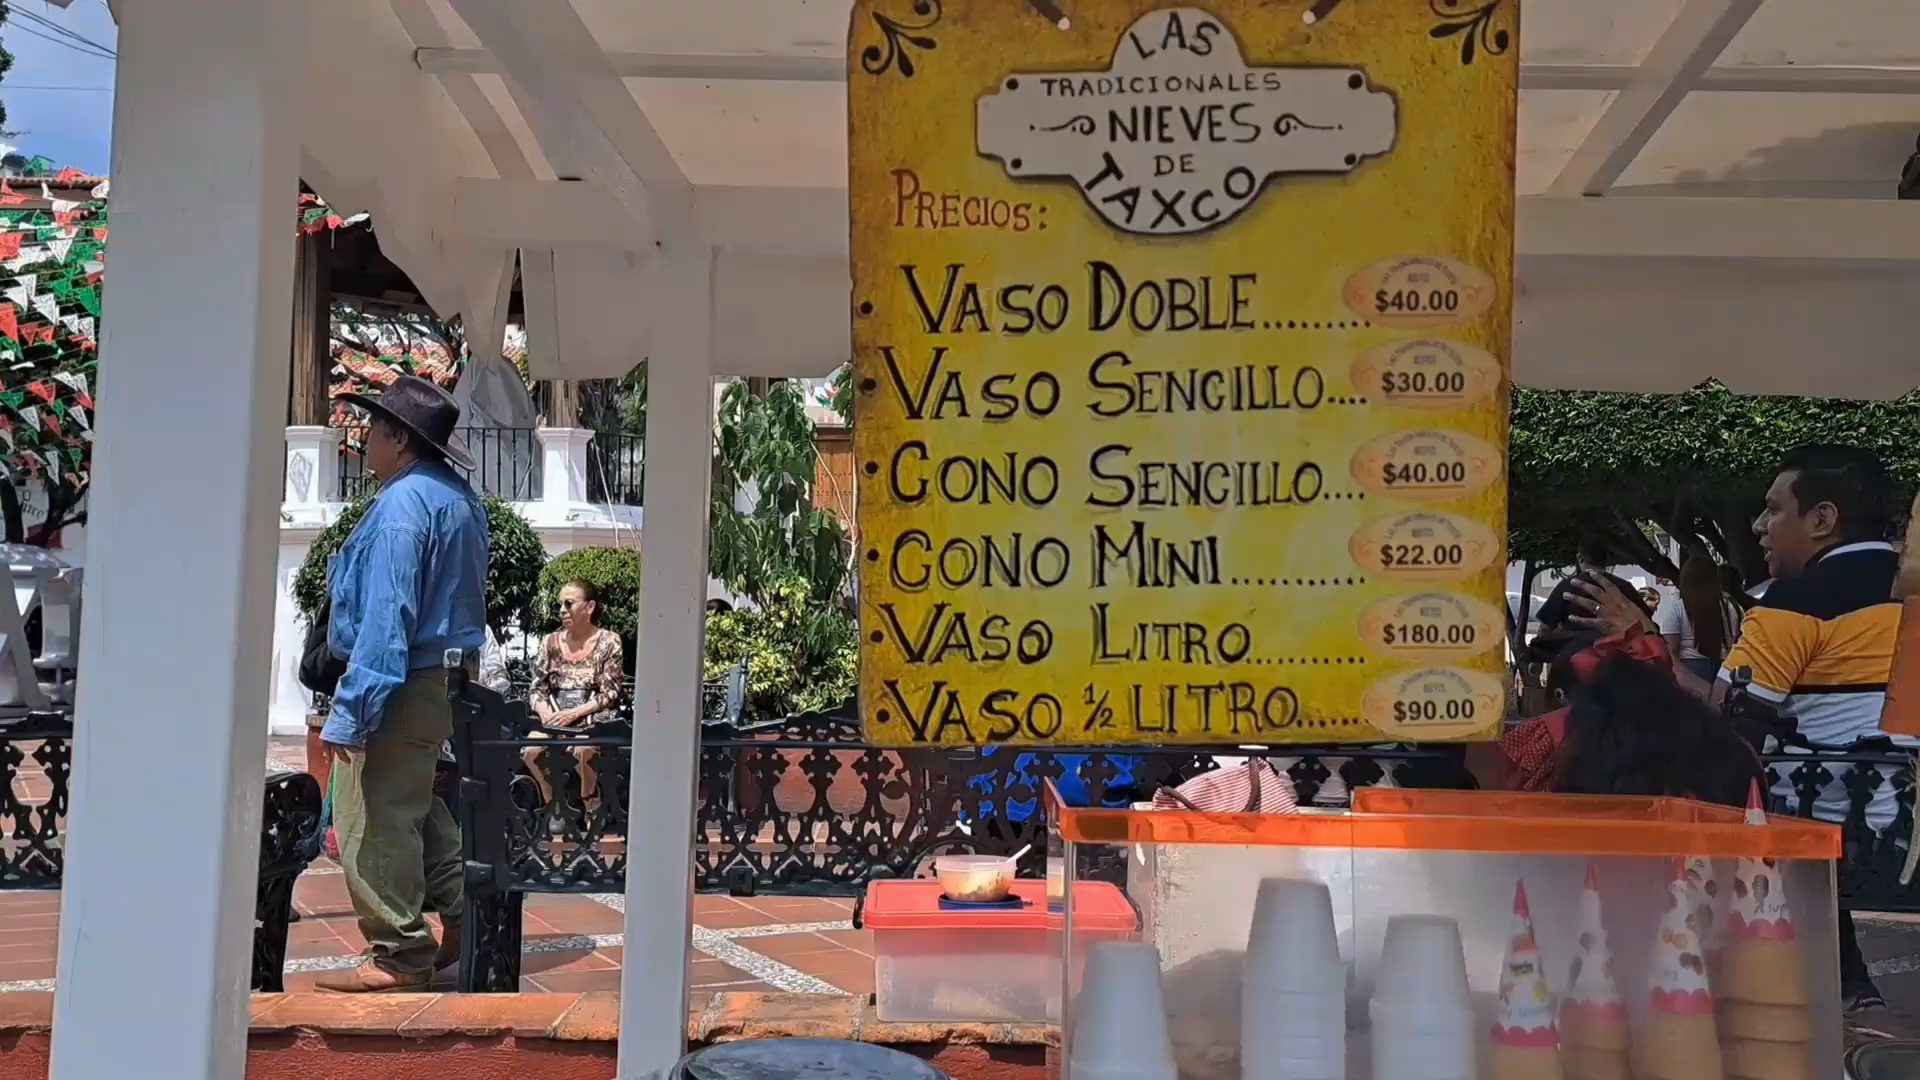 LAS
TRADICIONALES
NIEVES
DE
TAXCO
PRECIOS:
• VASO DOBLE......... $40.00
• VASO SENCILLO.... $30.00
• CONO SENCILLO.... $40.00
• CONO MINI........... $22.00
• VASO LITRO.......... $180.00
• VASO ½ LITRO...... $90.00